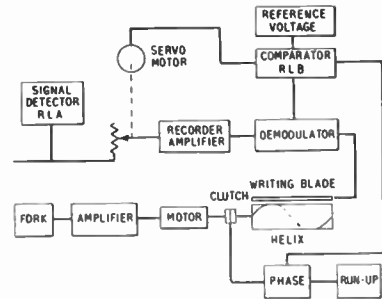 REFERENCE
VOLTAGE
SERVO
MOTOR
COMPARATOR
RLB
SIGNAL
DETECTOR
RLA
RECORDER
AMPLIFIER
DEMODULATOR
WRITING BLADE
CLUTCH
FORK
AMPLIFIER
MOTOR
HELIX
PHASE
RUN-UP